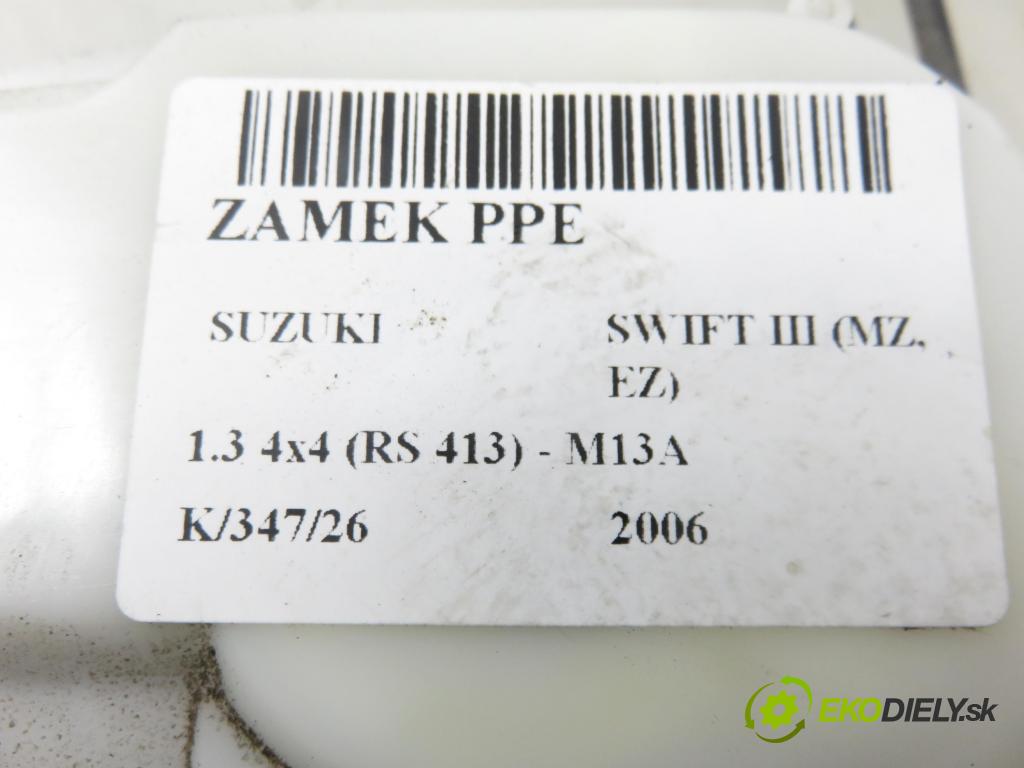 ZAMEK PPE
SUZUKI SWIFT III (MZ,
EZ)
1.3 4x4 (RS 413) - M13A
K/347/26 2006
EKODIELY.sk